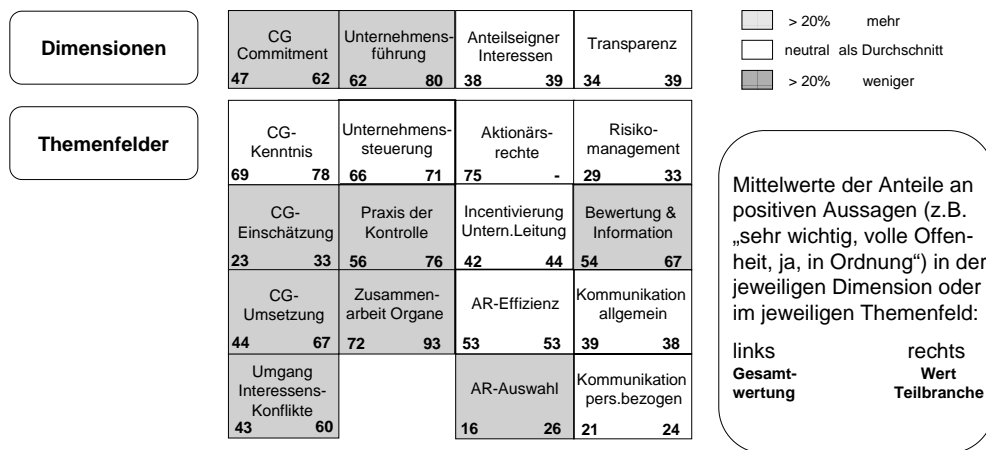 Dimensionen
CG
Commitment
47 62
Unternehmens-
führung
62 80
Anteilseigner
Interessen
38 39
Transparenz
34 39
> 20% mehr
neutral als Durchschnitt
> 20% weniger
Themenfelder
CG-
Kenntnis
69 78
Unternehmens-
steuerung
66 71
Aktionärs-
rechte
75 -
Risiko-
management
29 33
CG-
Einschätzung
23 33
Praxis der
Kontrolle
56 76
Incentivierung
Untern.Leitung
42 44
Bewertung &
Information
54 67
CG-
Umsetzung
44 67
Zusammen-
arbeit Organe
72 93
AR-Effizienz
53 53
Kommunikation
allgemein
39 38
Umgang
Interessens-
Konflikte
43 60
AR-Auswahl
16 26
Kommunikation
pers.bezogen
21 24
Mittelwerte der Anteile an
positiven Aussagen (z.B.
„sehr wichtig, volle Offen-
heit, ja, in Ordnung“) in der
jeweiligen Dimension oder
im jeweiligen Themenfeld:
links rechts
Gesamt- Wert
wertung Teilbranche